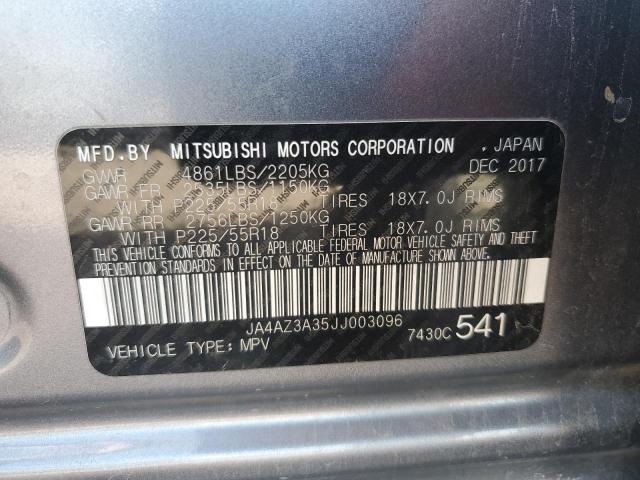 MFD.BY MITSUBISHI MOTORS CORPORATION , JAPAN
GVWR 4861LBS/2205KG DEC 2017
GAWR FR 2535LBS/1150KG
WITH P225/55R18 TIRES 18X7.0J RIMS
GAWR RR 2756LBS/1250KG
WITH P225/55R18 TIRES 18X7.0J RIMS
THIS VEHICLE CONFORMS TO ALL APPLICABLE FEDERAL MOTOR VEHICLE SAFETY AND THEFT
PREVENTION STANDARDS IN EFFECT ON THE DATE OF MANUFACTURE SHOWN ABOVE.
JA4AZ3A35JJ003096
VEHICLE TYPE: MPV 7430C 541